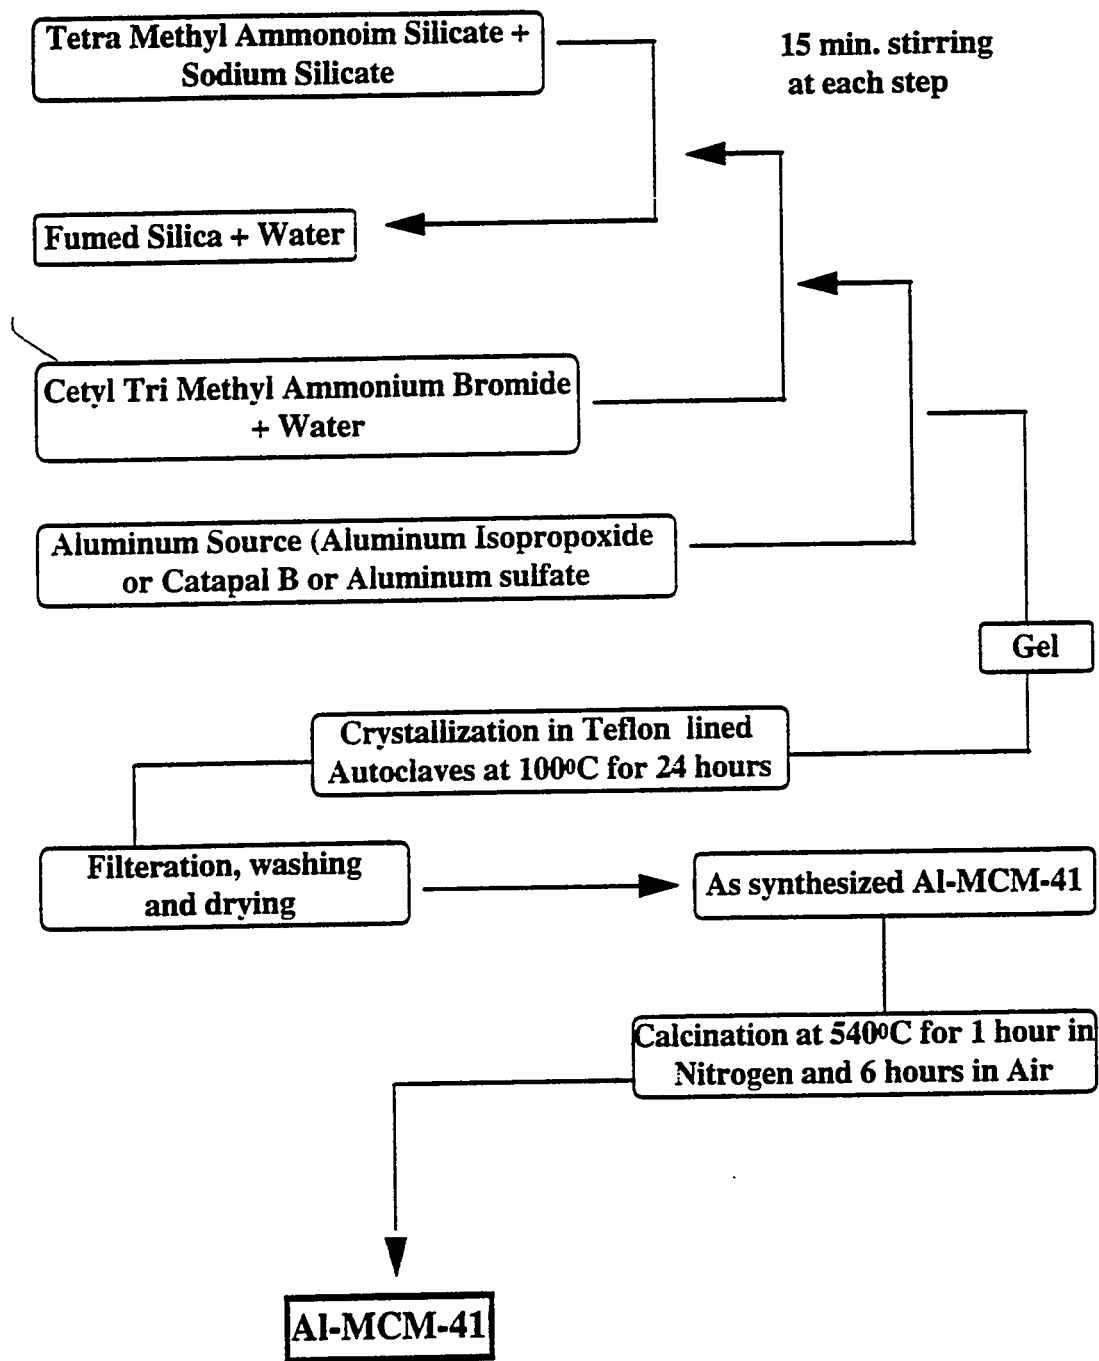 Tetra Methyl Ammonoim Silicate +
Sodium Silicate
15 min. stirring
at each step
Fumed Silica + Water
Cetyl Tri Methyl Ammonium Bromide
+ Water
Aluminum Source (Aluminum Isopropoxide
or Catapal B or Aluminum sulfate
Gel
Crystallization in Teflon lined
Autoclaves at 100⁰C for 24 hours
Filteration, washing
and drying
As synthesized Al-MCM-41
Calcination at 540⁰C for 1 hour in
Nitrogen and 6 hours in Air
Al-MCM-41